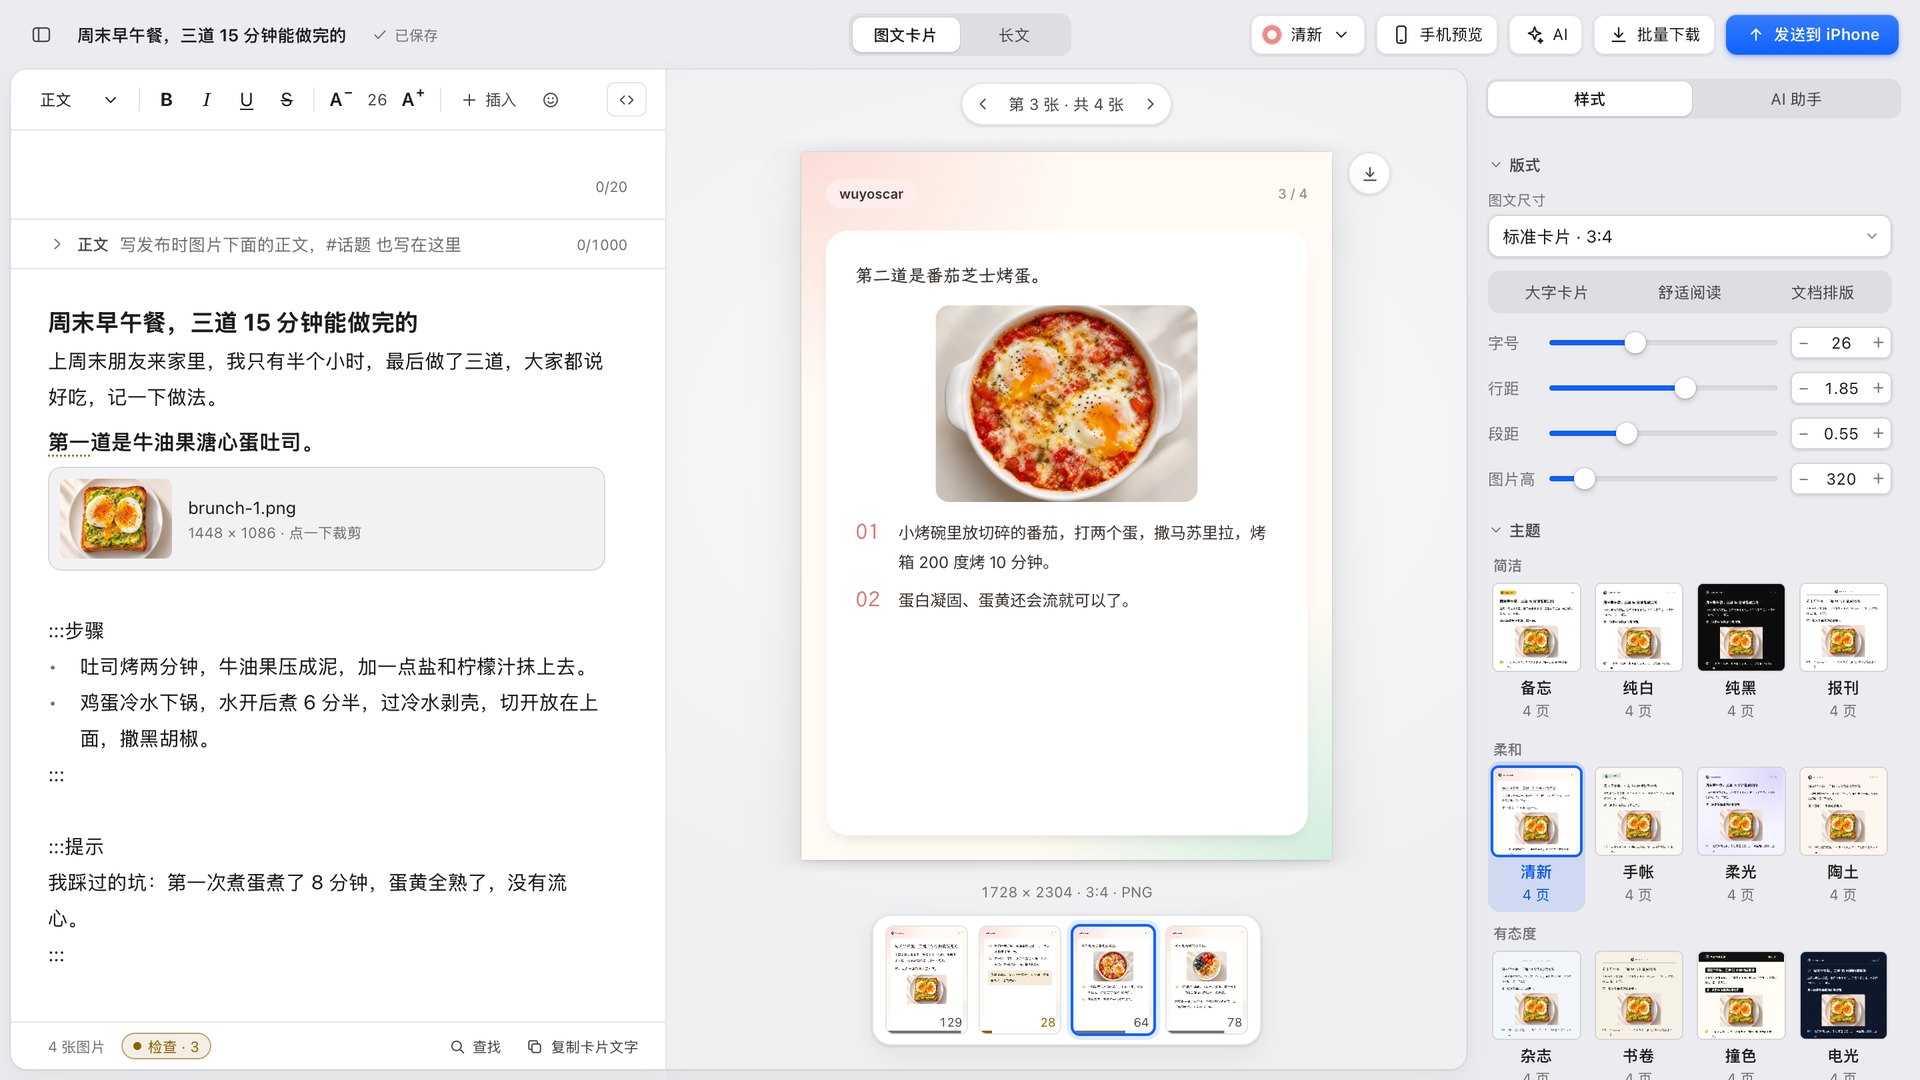 周末早午餐，三道 15 分钟能做完的
已保存
图文卡片
长文
清新
手机预览
AI
批量下载
发送到 iPhone
正文
B I U S
A⁻ 26 A⁺
插入
0/20
正文 写发布时图片下面的正文，#话题 也写在这里
0/1000
周末早午餐，三道 15 分钟能做完的
上周末朋友来家里，我只有半个小时，最后做了三道，大家都说
好吃，记一下做法。
第一道是牛油果溏心蛋吐司。
brunch-1.png
1448 × 1086 · 点一下裁剪
:::步骤
• 吐司烤两分钟，牛油果压成泥，加一点盐和柠檬汁抹上去。
• 鸡蛋冷水下锅，水开后煮 6 分半，过冷水剥壳，切开放在上
面，撒黑胡椒。
:::
:::提示
我踩过的坑：第一次煮蛋煮了 8 分钟，蛋黄全熟了，没有流
心。
:::
4 张图片
检查 · 3
查找
复制卡片文字
第 3 张 · 共 4 张
wuyoscar
3 / 4
第二道是番茄芝士烤蛋。
01 小烤碗里放切碎的番茄，打两个蛋，撒马苏里拉，烤
箱 200 度烤 10 分钟。
02 蛋白凝固、蛋黄还会流就可以了。
1728 × 2304 · 3:4 · PNG
129
28
64
78
样式
AI 助手
版式
图文尺寸
标准卡片 · 3:4
大字卡片
舒适阅读
文档排版
字号 − 26 +
行距 − 1.85 +
段距 − 0.55 +
图片高 − 320 +
主题
简洁
备忘 纯白 纯黑 报刊
4 页 4 页 4 页 4 页
柔和
清新 手帐 柔光 陶土
4 页 4 页 4 页 4 页
有态度
杂志 书卷 撞色 电光
4 页 4 页 4 页 4 页